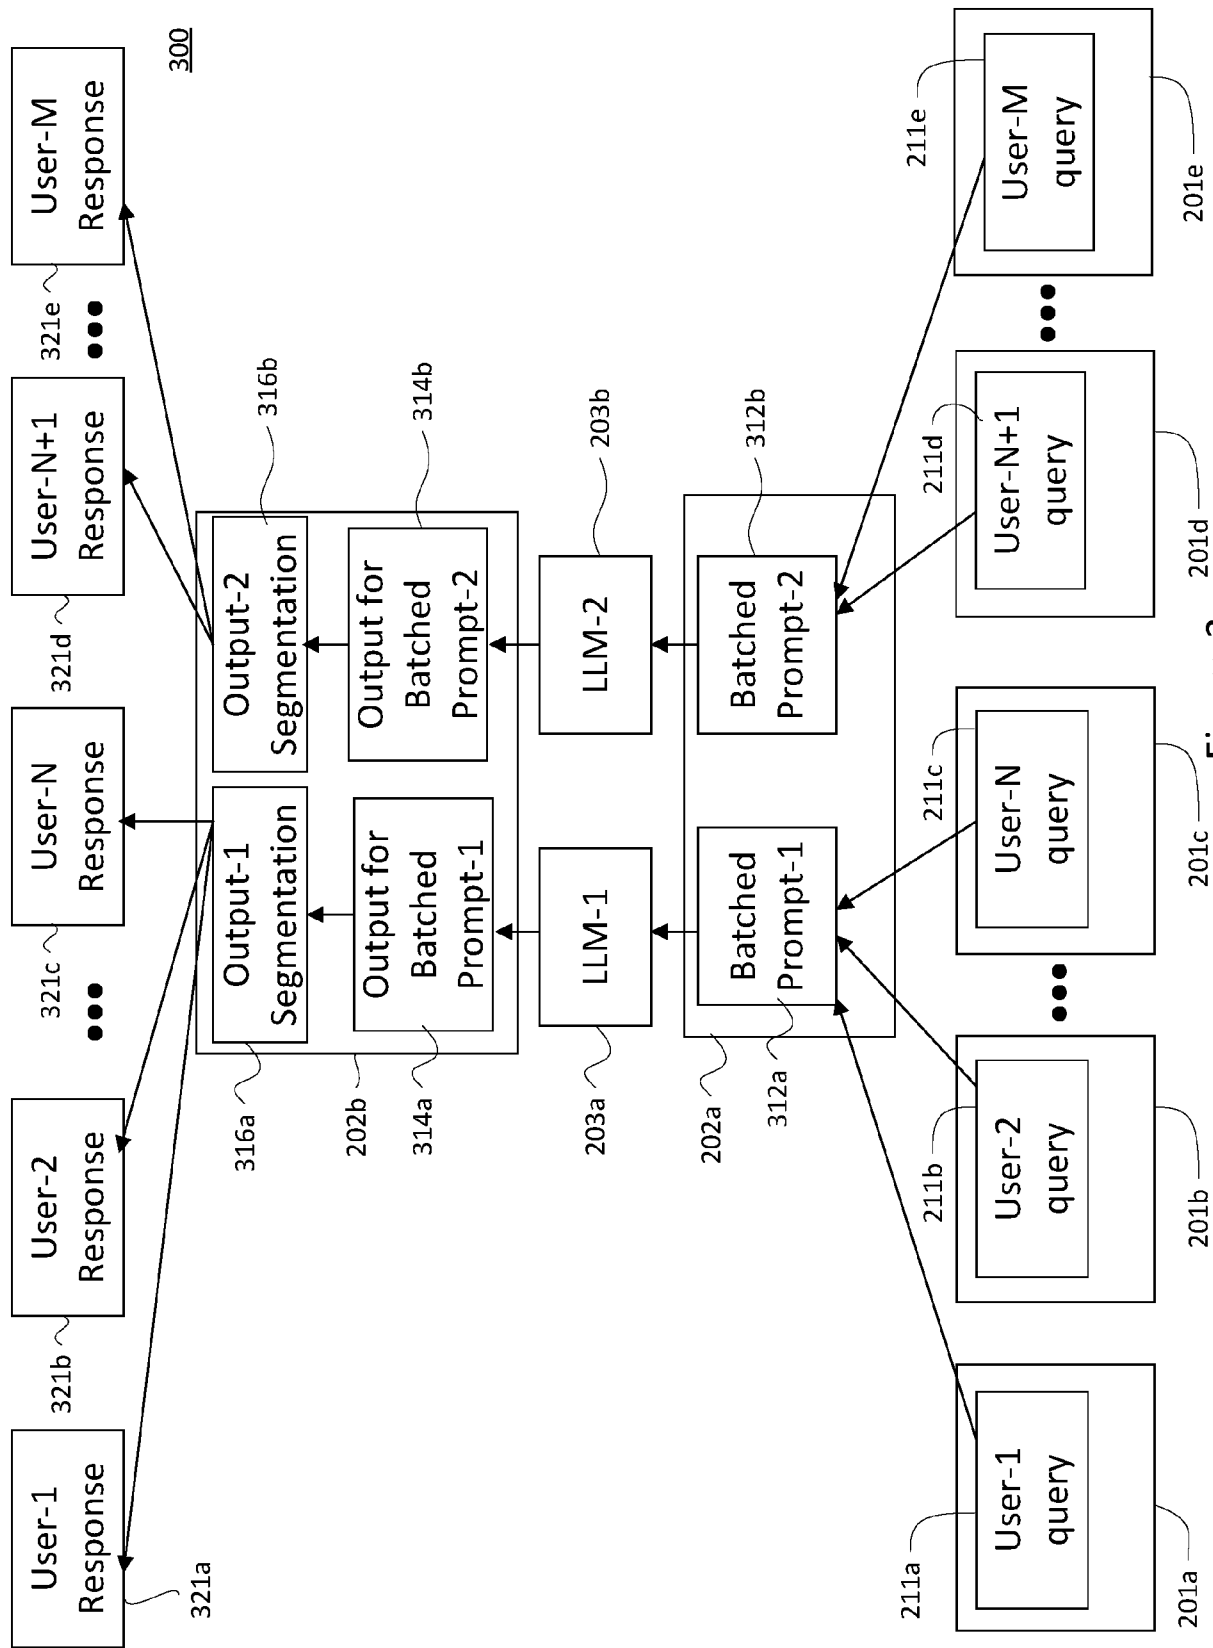 300
User-1
Response
User-2
Response
User-N
Response
User-N+1
Response
User-M
Response
321a
321b
321c
321d
321e
316a
Output-1
Segmentation
Output-2
Segmentation
316b
202b
314a
Output for
Batched
Prompt-1
Output for
Batched
Prompt-2
314b
203a
LLM-1
LLM-2
203b
202a
312a
Batched
Prompt-1
Batched
Prompt-2
312b
211a
211b
211c
211d
211e
User-1
query
User-2
query
User-N
query
User-N+1
query
User-M
query
201a
201b
201c
201d
201e